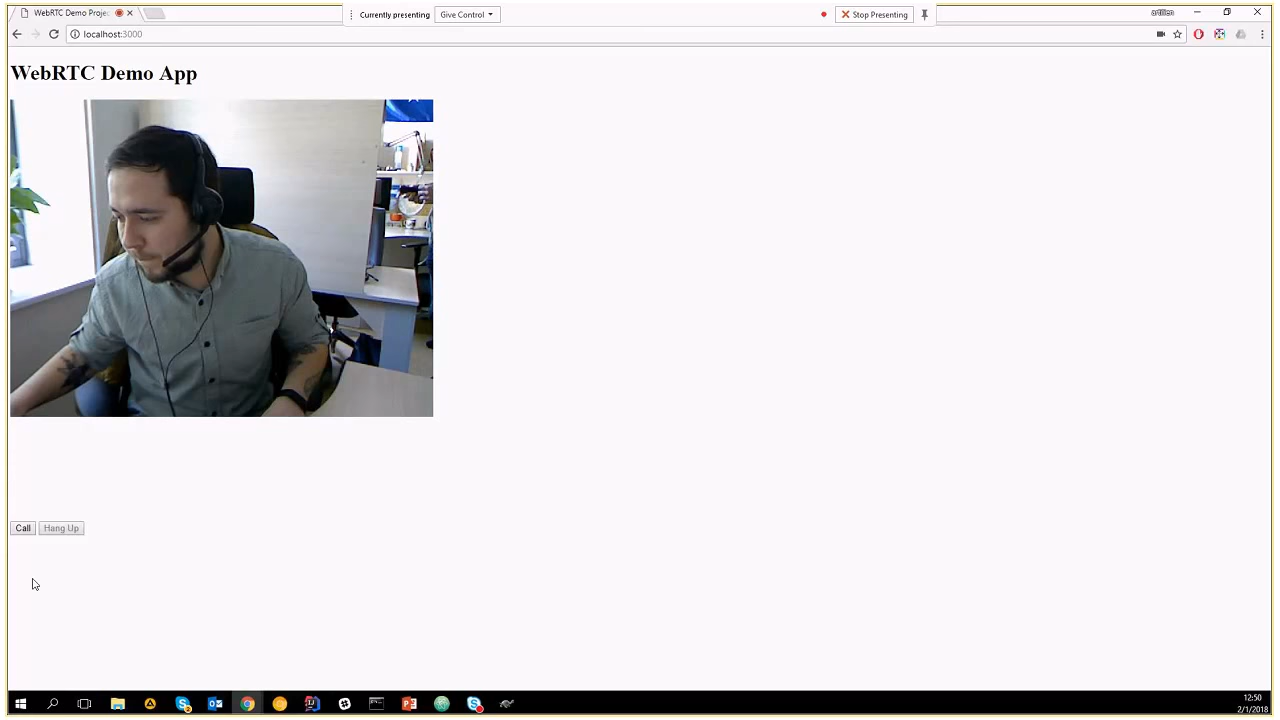 WebRTC Demo Proje
Currently presenting
Give Control
Stop Presenting
localhost:3000
WebRTC Demo App
Call
Hang Up
12:50
2/1/2018